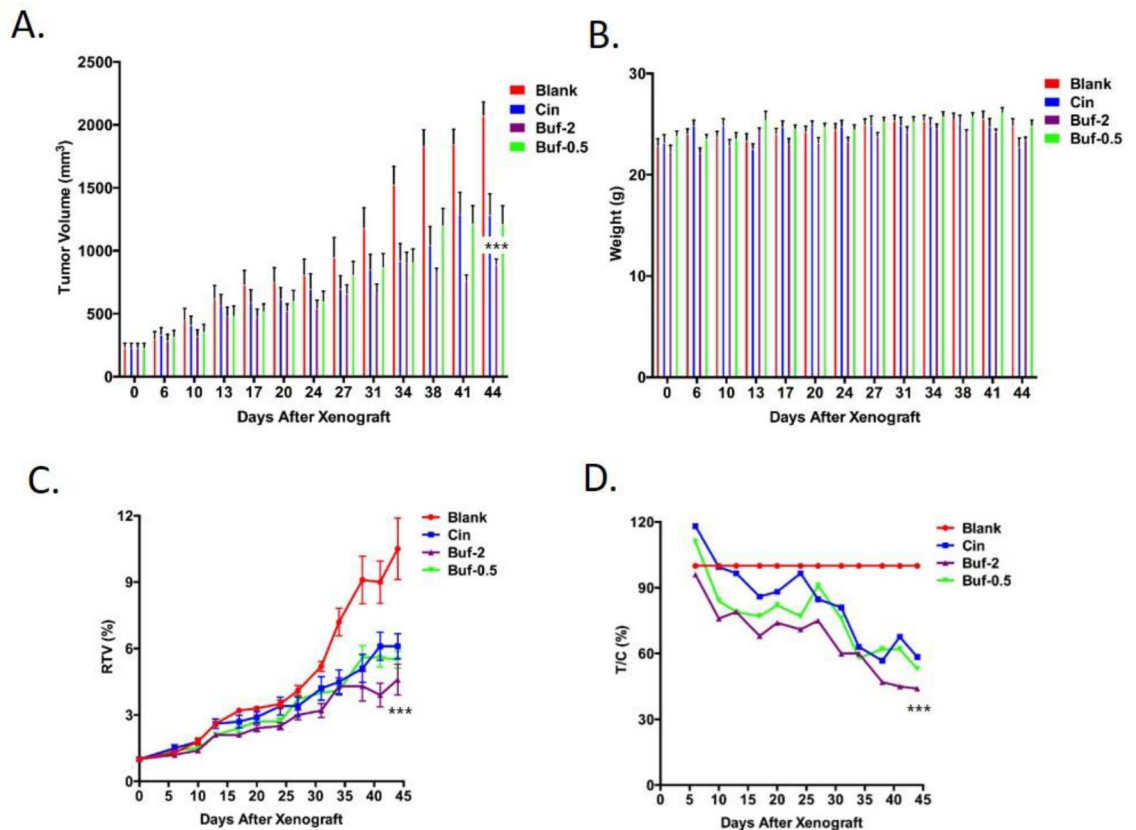 A.
2500
2000
1500
1000
500
0
Tumor Volume (mm3)
Blank
Cin
Buf-2
Buf-0.5
***
0 6 10 13 17 20 24 27 31 34 38 41 44
Days After Xenograft
B.
30
20
10
0
Weight (g)
Blank
Cin
Buf-2
Buf-0.5
0 6 10 13 17 20 24 27 31 34 38 41 44
Days After Xenograft
C.
12
9
6
3
0
RTV (%)
Blank
Cin
Buf-2
Buf-0.5
***
0 5 10 15 20 25 30 35 40 45
Days After Xenograft
D.
120
90
60
30
0
T/C (%)
Blank
Cin
Buf-2
Buf-0.5
***
0 5 10 15 20 25 30 35 40 45
Days After Xenograft